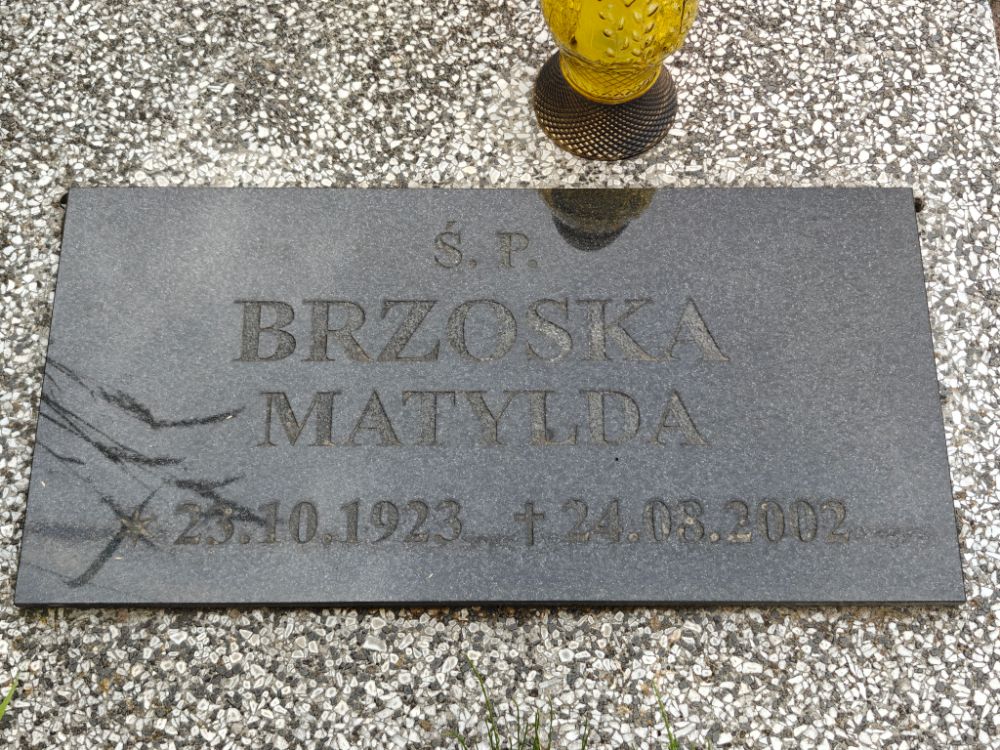 Ś. P.
BRZOSKA
MATYLDA
* 23.10.1923 † 24.08.2002